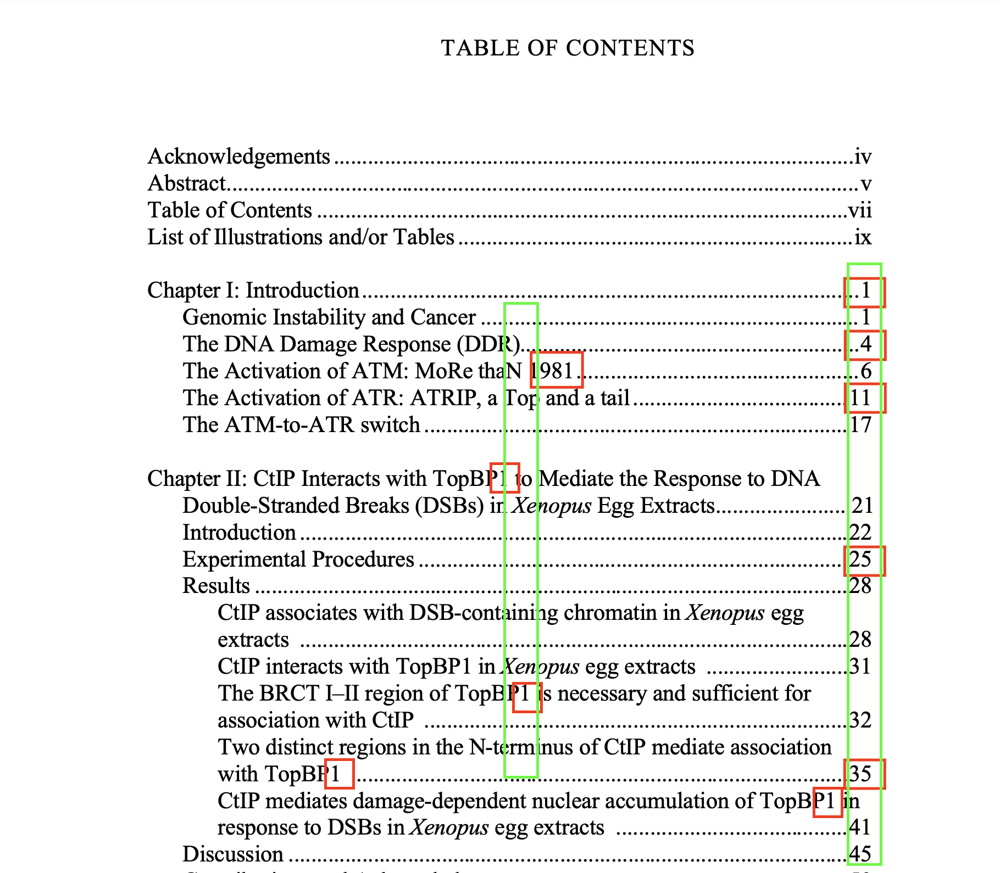 TABLE OF CONTENTS
Acknowledgements ........ iv
Abstract ........ v
Table of Contents ........ vii
List of Illustrations and/or Tables ........ ix
Chapter I: Introduction ........ 1
Genomic Instability and Cancer ........ 1
The DNA Damage Response (DDR) ........ 4
The Activation of ATM: MoRe thaN 1981 ........ 6
The Activation of ATR: ATRIP, a Top and a tail ........ 11
The ATM-to-ATR switch ........ 17
Chapter II: CtIP Interacts with TopBP1 to Mediate the Response to DNA
Double-Stranded Breaks (DSBs) in Xenopus Egg Extracts ........ 21
Introduction ........ 22
Experimental Procedures ........ 25
Results ........ 28
CtIP associates with DSB-containing chromatin in Xenopus egg
extracts ........ 28
CtIP interacts with TopBP1 in Xenopus egg extracts ........ 31
The BRCT I–II region of TopBP1 is necessary and sufficient for
association with CtIP ........ 32
Two distinct regions in the N-terminus of CtIP mediate association
with TopBP1 ........ 35
CtIP mediates damage-dependent nuclear accumulation of TopBP1 in
response to DSBs in Xenopus egg extracts ........ 41
Discussion ........ 45